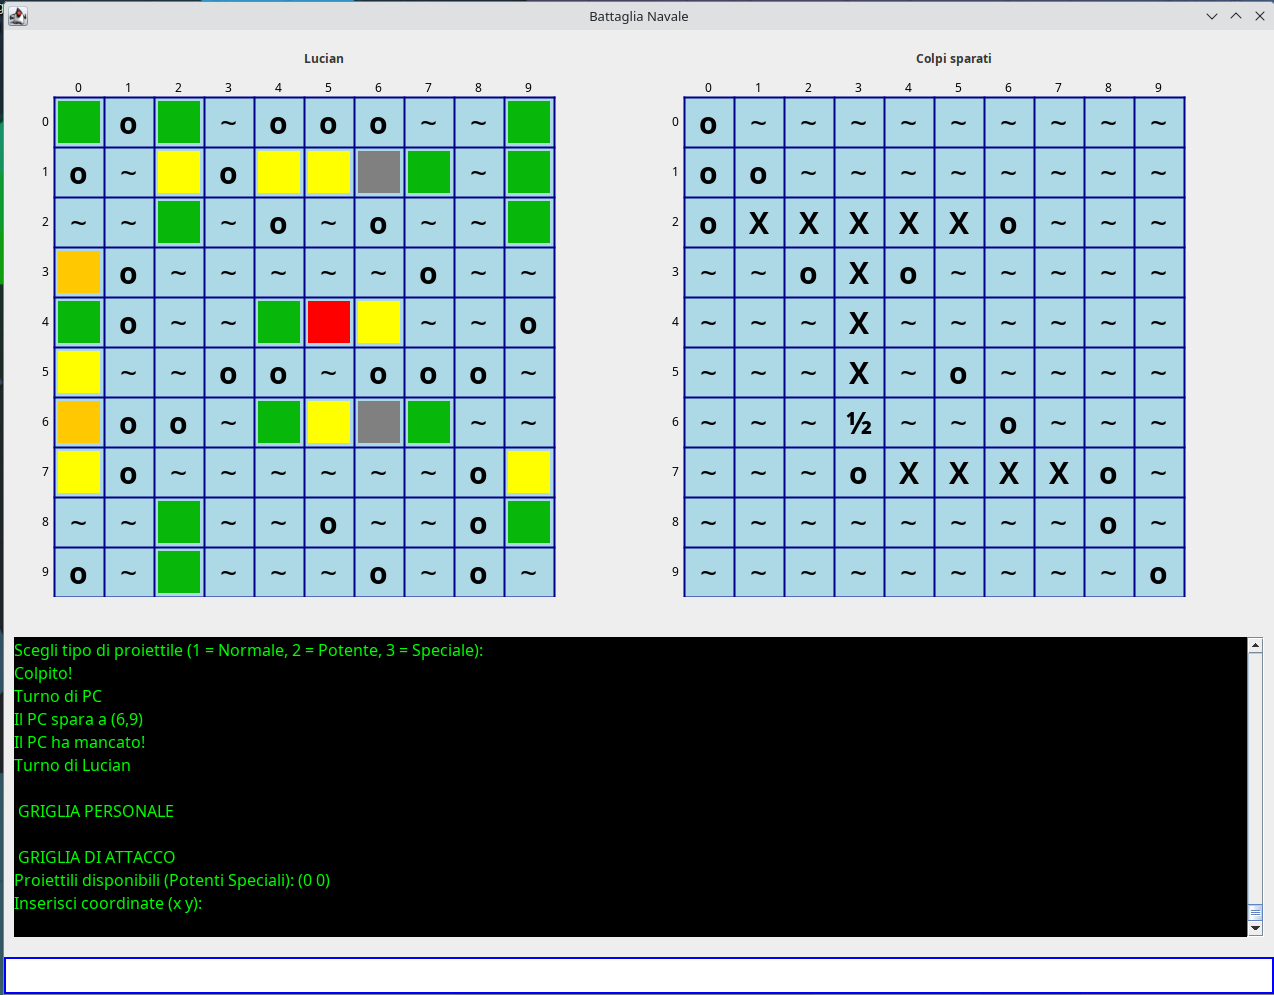 Battaglia Navale
Lucian
Colpi sparati
0 1 2 3 4 5 6 7 8 9
0 1 2 3 4 5 6 7 8 9
0 o ~ o o o ~ ~
0 o ~ ~ ~ ~ ~ ~ ~ ~ ~
1 o ~ o ~
1 o o ~ ~ ~ ~ ~ ~ ~ ~
2 ~ ~ ~ o ~ o ~ ~
2 o X X X X X o ~ ~ ~
3 o ~ ~ ~ ~ ~ o ~ ~
3 ~ ~ o X o ~ ~ ~ ~ ~
4 o ~ ~ ~ ~ o
4 ~ ~ ~ X ~ ~ ~ ~ ~ ~
5 ~ ~ o o ~ o o o ~
5 ~ ~ ~ X ~ o ~ ~ ~ ~
6 o o ~ ~ ~
6 ~ ~ ~ ½ ~ ~ o ~ ~ ~
7 o ~ ~ ~ ~ ~ ~ o
7 ~ ~ ~ o X X X X o ~
8 ~ ~ ~ ~ o ~ ~ o
8 ~ ~ ~ ~ ~ ~ ~ ~ o ~
9 o ~ ~ ~ ~ o ~ o ~
9 ~ ~ ~ ~ ~ ~ ~ ~ ~ o
Scegli tipo di proiettile (1 = Normale, 2 = Potente, 3 = Speciale):
Colpito!
Turno di PC
Il PC spara a (6,9)
Il PC ha mancato!
Turno di Lucian
GRIGLIA PERSONALE
GRIGLIA DI ATTACCO
Proiettili disponibili (Potenti Speciali): (0 0)
Inserisci coordinate (x y):